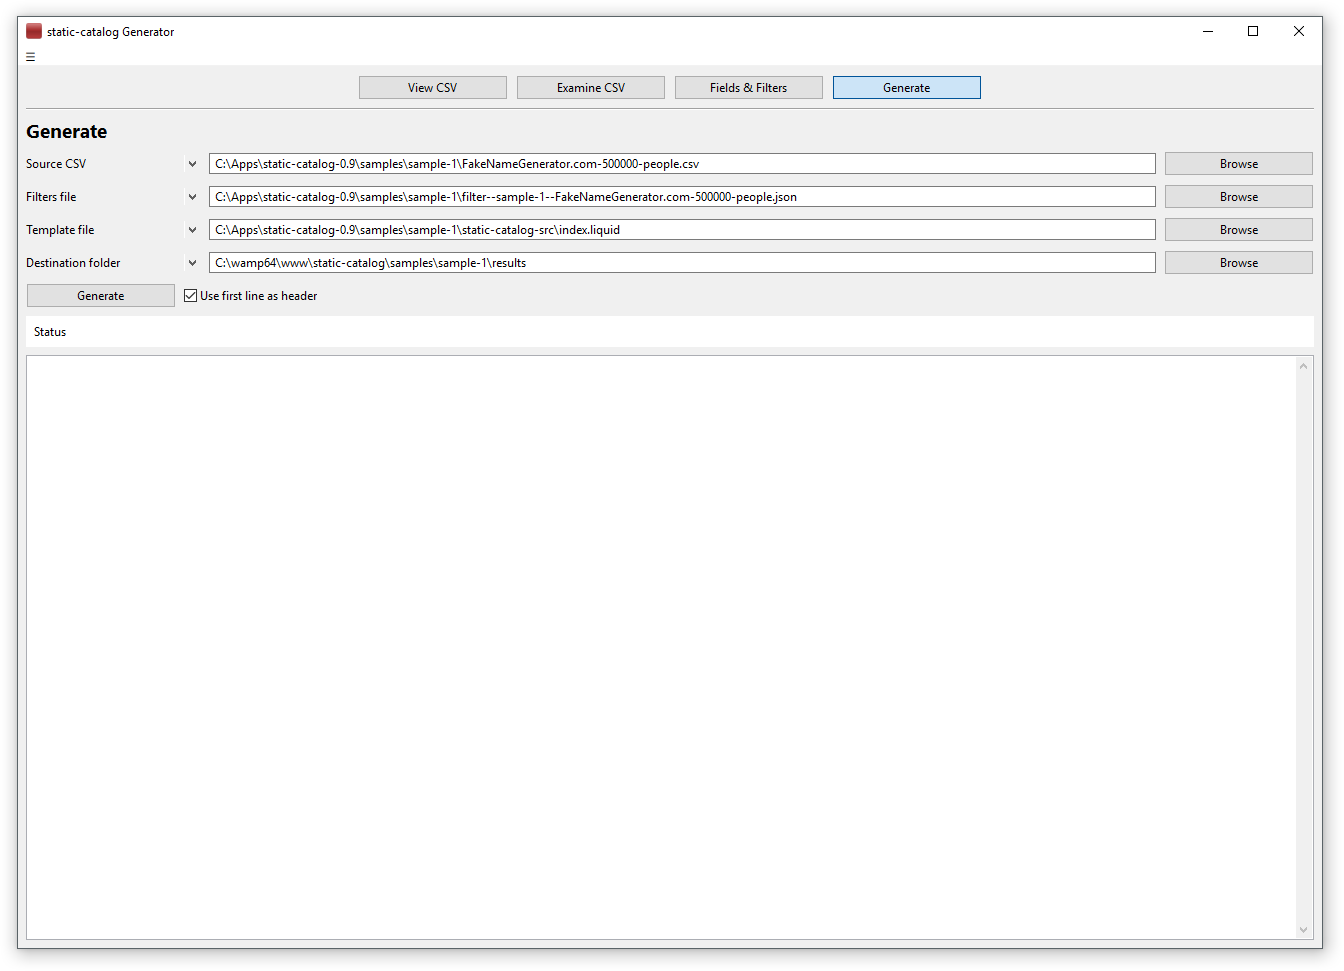 static-catalog Generator
View CSV Examine CSV Fields & Filters Generate
Generate
Source CSV C:\Apps\static-catalog-0.9\samples\sample-1\FakeNameGenerator.com-500000-people.csv Browse
Filters file C:\Apps\static-catalog-0.9\samples\sample-1\filter--sample-1--FakeNameGenerator.com-500000-people.json Browse
Template file C:\Apps\static-catalog-0.9\samples\sample-1\static-catalog-src\index.liquid Browse
Destination folder C:\wamp64\www\static-catalog\samples\sample-1\results Browse
Generate Use first line as header
Status